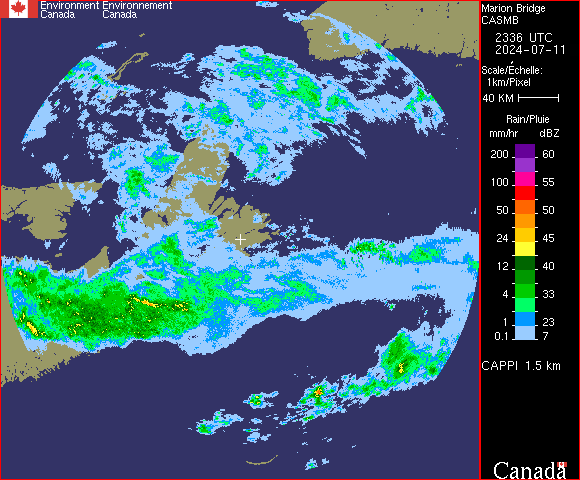 Environment Environnement
Canada Canada
Marion Bridge
CASMB
2336 UTC
2024-07-11
Scale/Echelle:
1km/Pixel
40 KM
Rain/Pluie
mm/hr dBZ
200 60
100 55
50 50
24 45
12 40
4 33
1 23
0.1 7
CAPPI 1.5 km
Canada